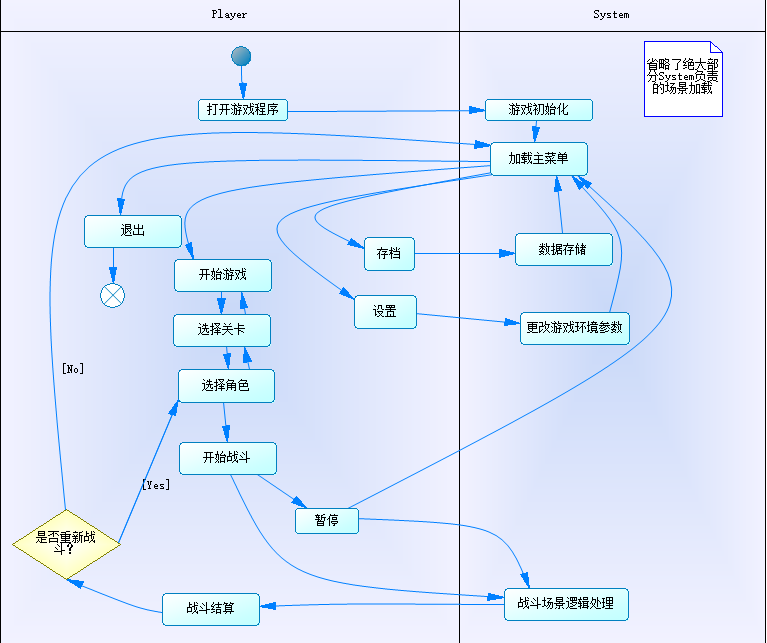 Player
System
省略了绝大部
分System负责
的场景加载
打开游戏程序
游戏初始化
加载主菜单
退出
存档
数据存储
开始游戏
设置
更改游戏环境参数
选择关卡
[No]
选择角色
开始战斗
[Yes]
暂停
是否重新战
斗？
战斗结算
战斗场景逻辑处理